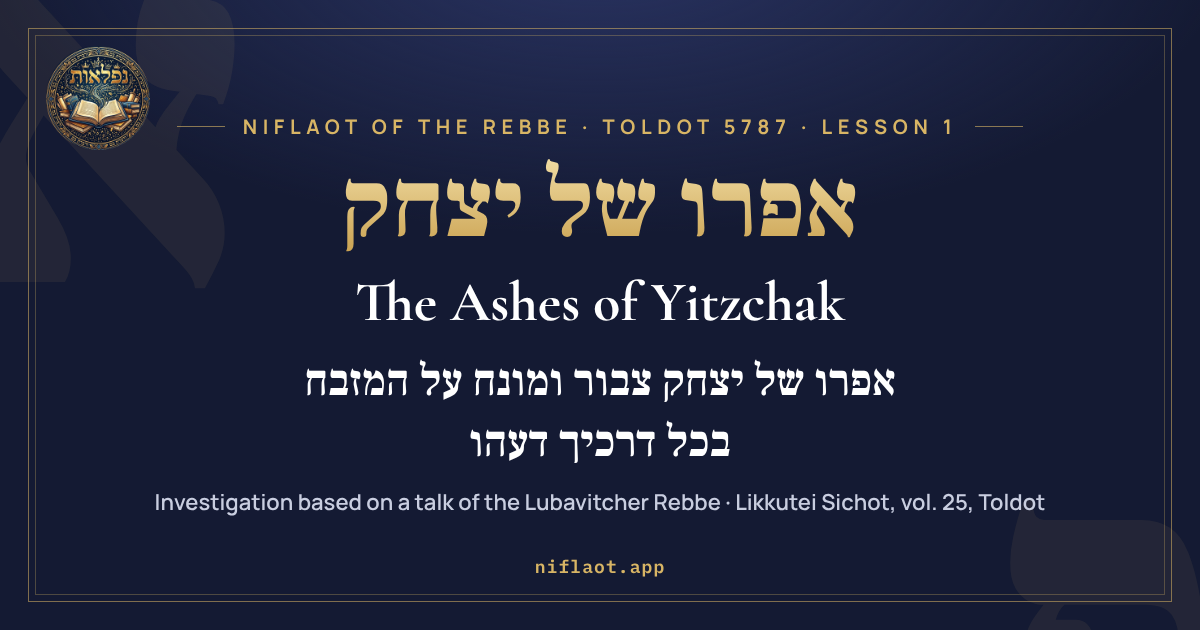 נפלאות
NIFLAOT OF THE REBBE · TOLDOT 5787 · LESSON 1
אפרו של יצחק
The Ashes of Yitzchak
אפרו של יצחק צבור ומונח על המזבח
בכל דרכיך דעהו
Investigation based on a talk of the Lubavitcher Rebbe · Likkutei Sichot, vol. 25, Toldot
niflaot.app